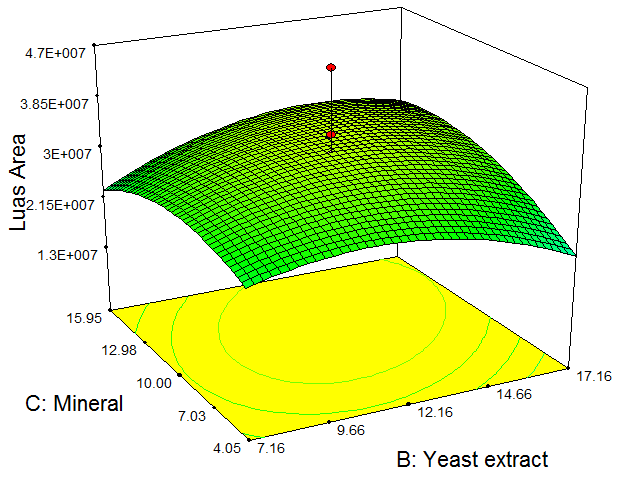 4.7E+007
3.85E+007
3E+007
2.15E+007
1.3E+007
Luas Area
15.95
12.98
10.00
7.03
4.05
C: Mineral
7.16
9.66
12.16
14.66
17.16
B: Yeast extract